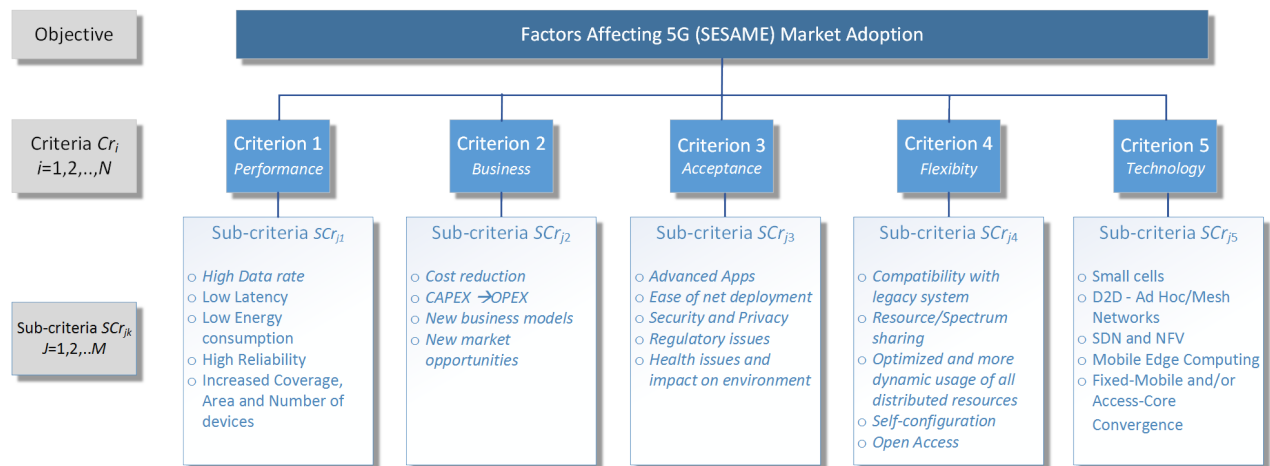 Objective
Factors Affecting 5G (SESAME) Market Adoption
Criteria Cri
i=1,2,..,N
Criterion 1
Performance
Criterion 2
Business
Criterion 3
Acceptance
Criterion 4
Flexibity
Criterion 5
Technology
Sub-criteria SCrjk
J=1,2,..M
Sub-criteria SCrj1
○ High Data rate
○ Low Latency
○ Low Energy
consumption
○ High Reliability
○ Increased Coverage,
Area and Number of
devices
Sub-criteria SCrj2
○ Cost reduction
○ CAPEX →OPEX
○ New business models
○ New market
opportunities
Sub-criteria SCrj3
○ Advanced Apps
○ Ease of net deployment
○ Security and Privacy
○ Regulatory issues
○ Health issues and
impact on environment
Sub-criteria SCrj4
○ Compatibility with
legacy system
○ Resource/Spectrum
sharing
○ Optimized and more
dynamic usage of all
distributed resources
○ Self-configuration
○ Open Access
Sub-criteria SCrj5
○ Small cells
○ D2D - Ad Hoc/Mesh
Networks
○ SDN and NFV
○ Mobile Edge Computing
○ Fixed-Mobile and/or
Access-Core
Convergence